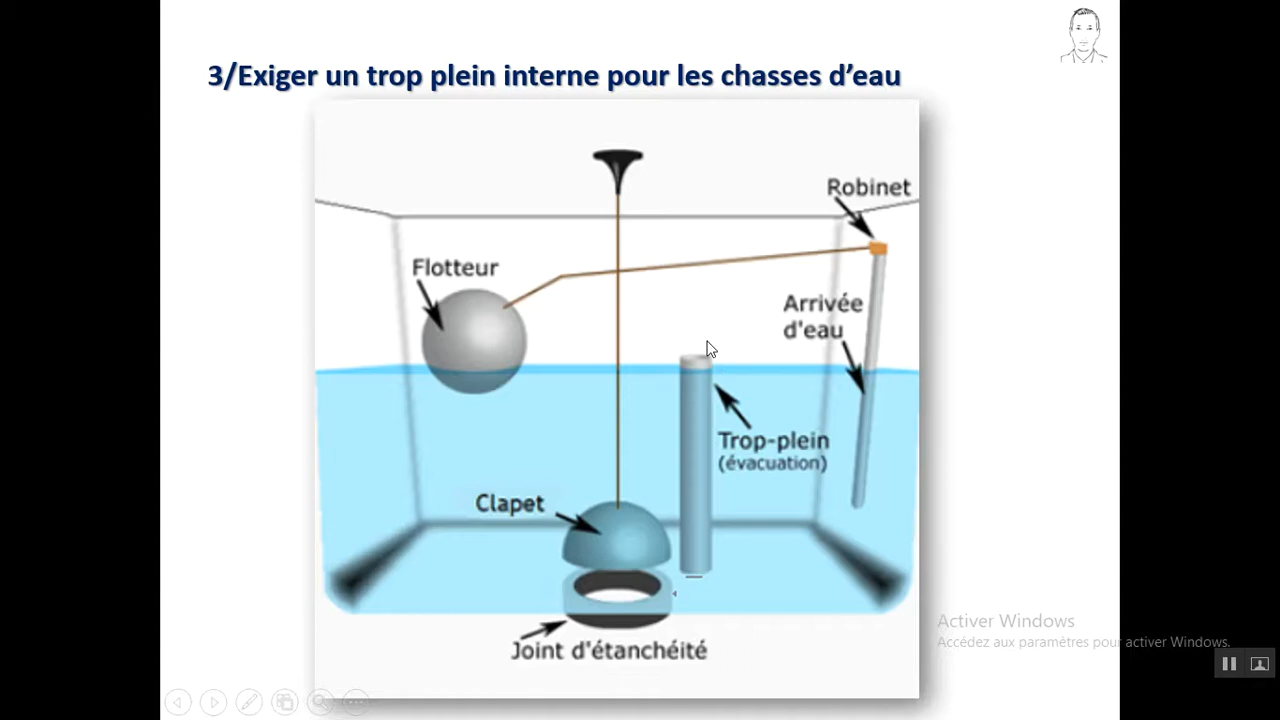 3/Exiger un trop plein interne pour les chasses d’eau
Robinet
Flotteur
Arrivée
d'eau
Trop-plein
(évacuation)
Clapet
Joint d'étanchéité
Activer Windows
Accédez aux paramètres pour activer Windows.